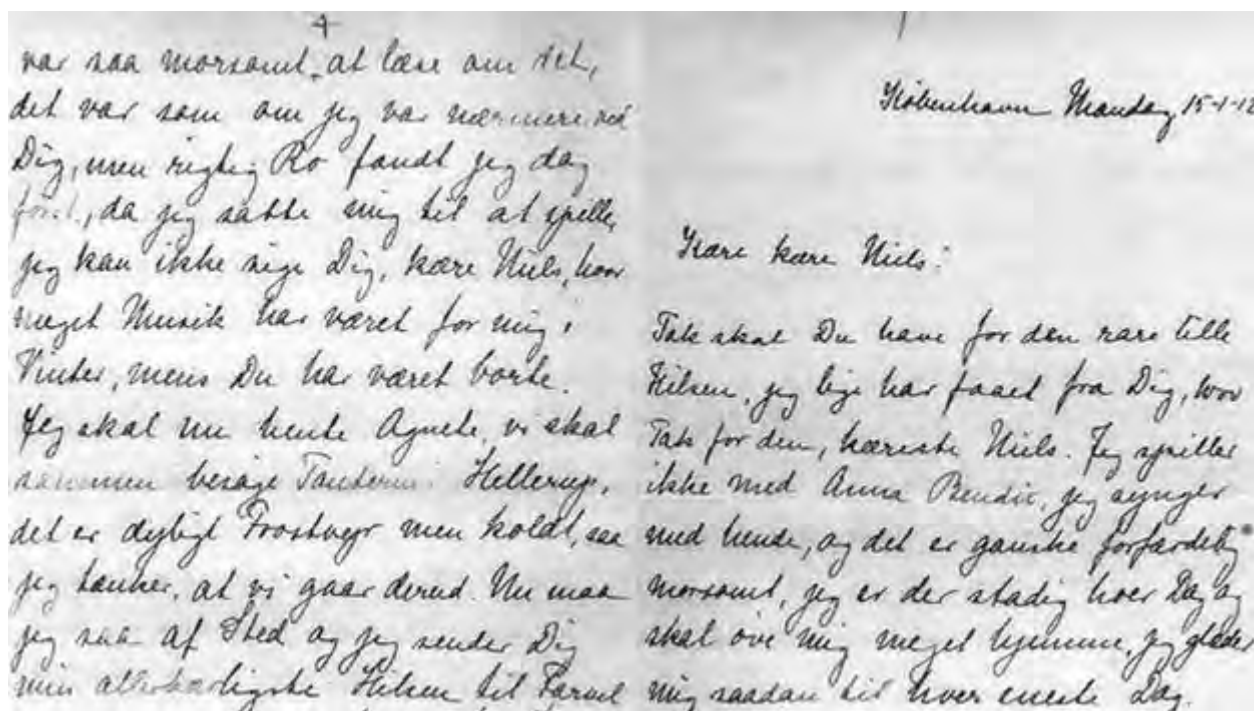 4
var saa morsomt at læse om det,
det var som om jeg var nærmere ved
Dig, men rigtig Ro fandt jeg dog
først, da jeg satte mig til at spille,
jeg kan ikke sige Dig, kære Niels, hvor
meget Musik har været for mig i
Vinter, mens Du har været borte.
Jeg skal nu hente Agnete, vi skal
sammen besøge Tanterne i Hellerup,
det er dejligt Frostvejr men koldt, saa
jeg tænker, at vi gaar derud. Nu maa
jeg saa af Sted og jeg sender Dig
min allerkærligste Hilsen til Farvel
1
København Mandag 15-1-12
Kære kære Niels!
Tak skal Du have for den rare lille
Hilsen, jeg lige har faaet fra Dig, hvor
Tak for den, kæreste Niels. Jeg spiller
ikke med Anna Bendix, jeg synger
med hende, og det er ganske forfærdelig
morsomt, jeg er der stadig hver Dag og
skal øve mig meget hjemme, jeg glæder
mig saadan til hver eneste Dag.